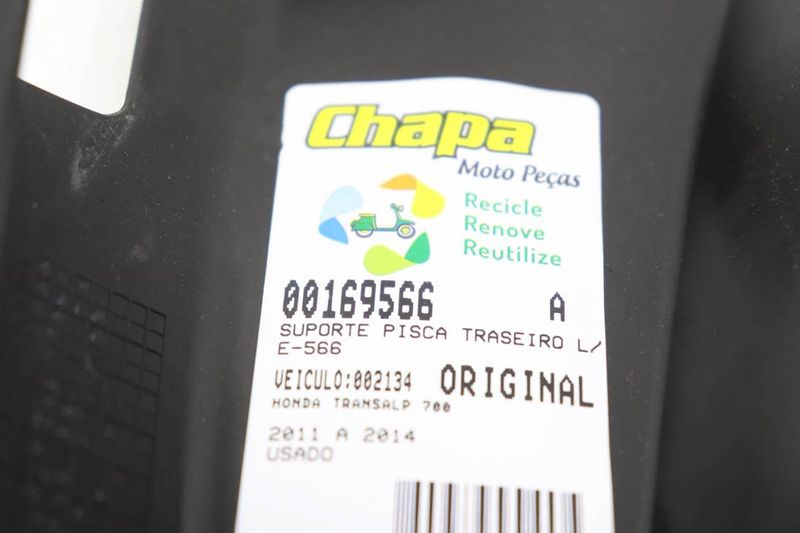 Chapa
Moto Peças
Recicle
Renove
Reutilize
00169566 A
SUPORTE PISCA TRASEIRO L/
E-566
VEICULO:002134 ORIGINAL
HONDA TRANSALP 700
2011 A 2014
USADO